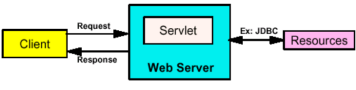 Request
Servlet
Ex: JDBC
Client
Resources
Response
Web Server